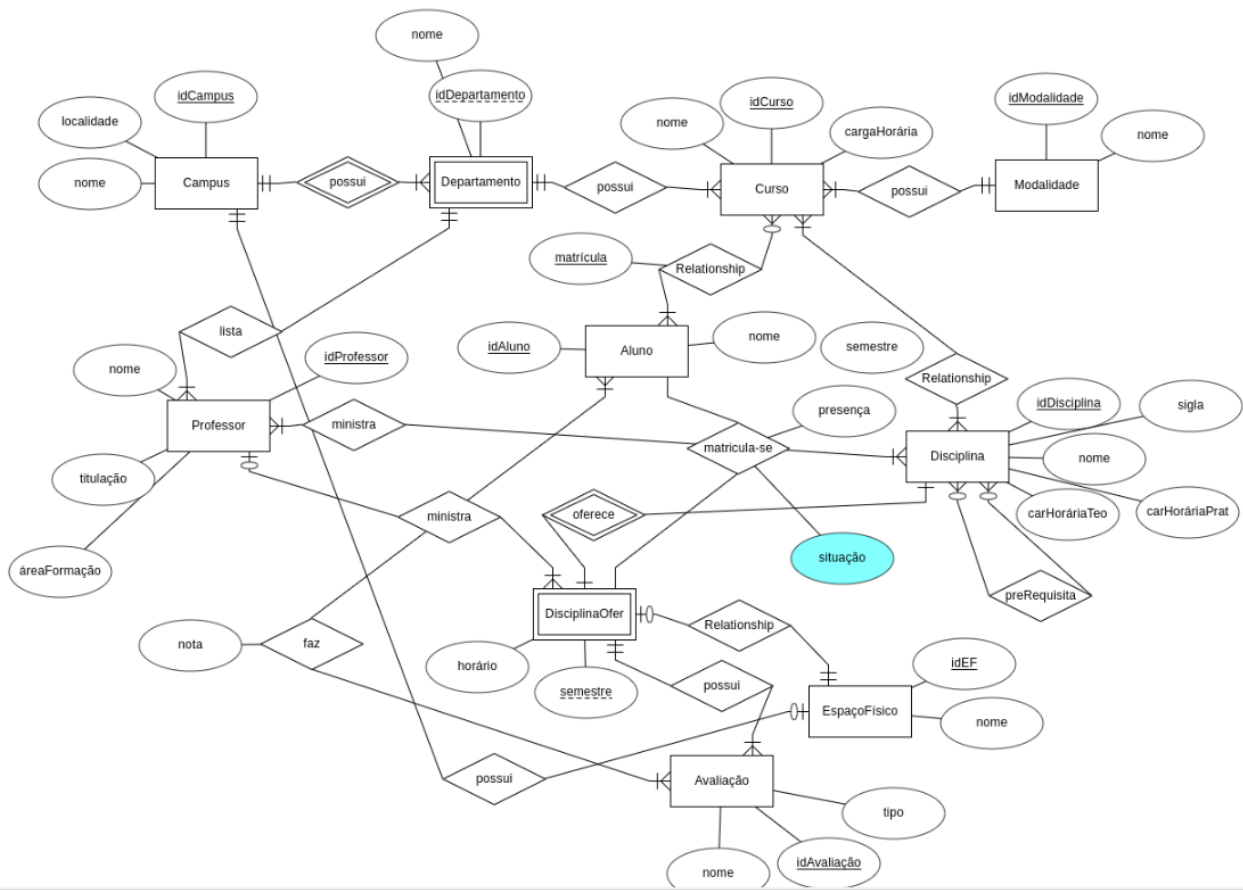 nome
idCampus
idDepartamento
idCurso
idModalidade
localidade
nome
cargaHorária
nome
nome
Campus
possui
Departamento
possui
Curso
possui
Modalidade
matrícula
Relationship
lista
nome
idProfessor
idAluno
Aluno
nome
semestre
Relationship
idDisciplina
sigla
Professor
ministra
presença
matricula-se
Disciplina
nome
titulação
ministra
oferece
carHoráriaTeo
carHoráriaPrat
áreaFormação
situação
preRequisita
DisciplinaOfer
Relationship
nota
faz
horário
semestre
possui
idEF
EspaçoFísico
nome
possui
Avaliação
tipo
nome
idAvaliação